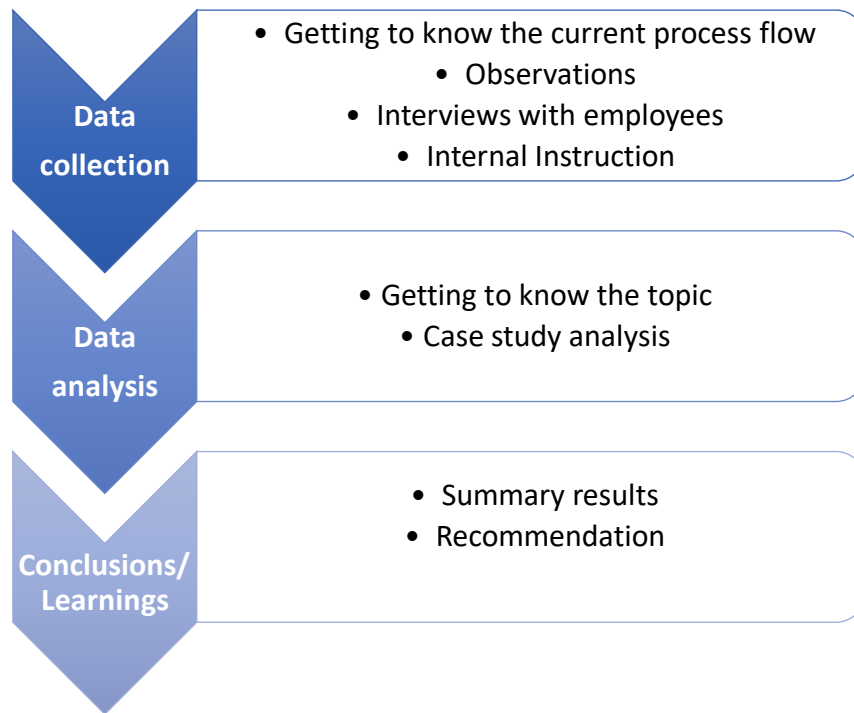 Data
collection
• Getting to know the current process flow
• Observations
• Interviews with employees
• Internal Instruction
Data
analysis
• Getting to know the topic
• Case study analysis
Conclusions/
Learnings
• Summary results
• Recommendation